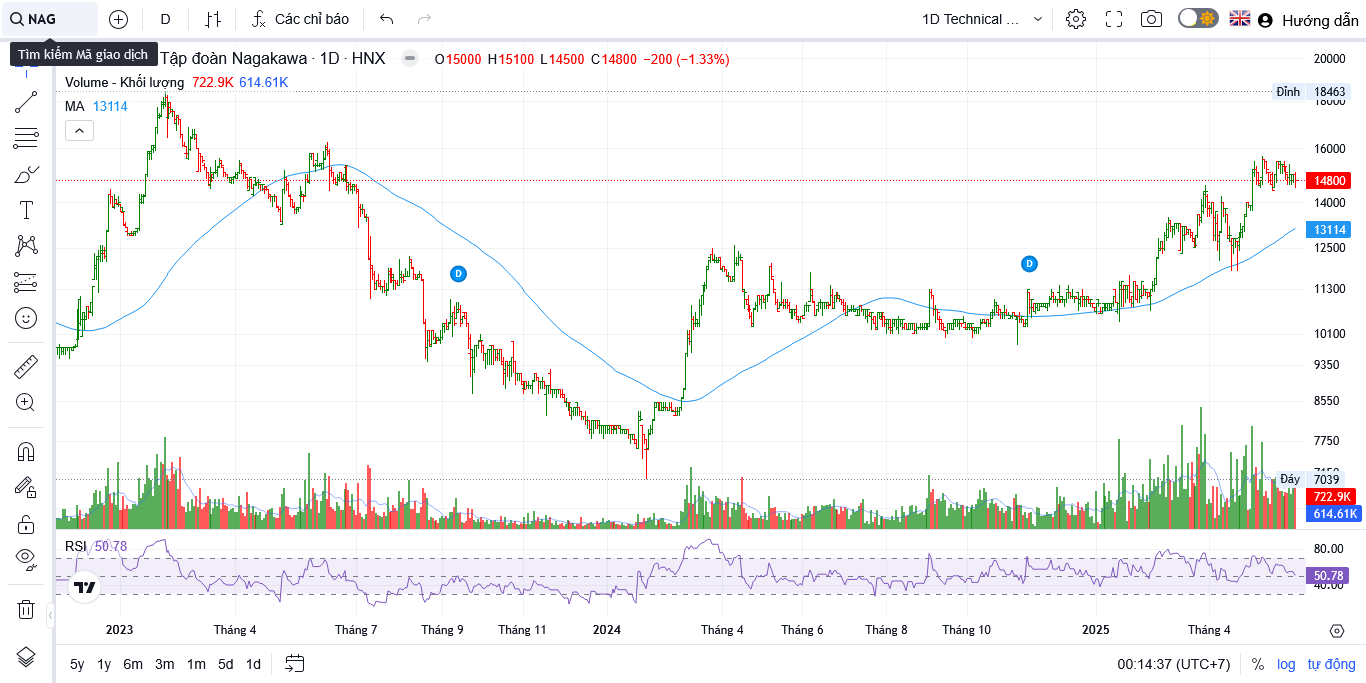 NAG
D
Các chỉ báo
1D Technical ...
Hướng dẫn
Tìm kiếm Mã giao dịch
Tập đoàn Nagakawa · 1D · HNX
O15000 H15100 L14500 C14800 −200 (−1.33%)
Volume - Khối lượng 722.9K 614.61K
MA 13114
20000
Đỉnh 18463
18000
16000
14800
14000
13114
12500
D
D
11300
10100
9350
8550
7750
Đáy 7039
722.9K
614.61K
RSI 50.78
80.00
50.78
40.00
2023 Tháng 4 Tháng 7 Tháng 9 Tháng 11 2024 Tháng 4 Tháng 6 Tháng 8 Tháng 10 2025 Tháng 4
5y 1y 6m 3m 1m 5d 1d
00:14:37 (UTC+7) % log tự động